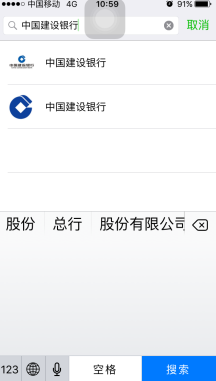 中国移动 4G 10:59 91%
中国建设银行 取消
中国建设银行
中国建设银行
股份 总行 股份有限公司
123 空格 搜索